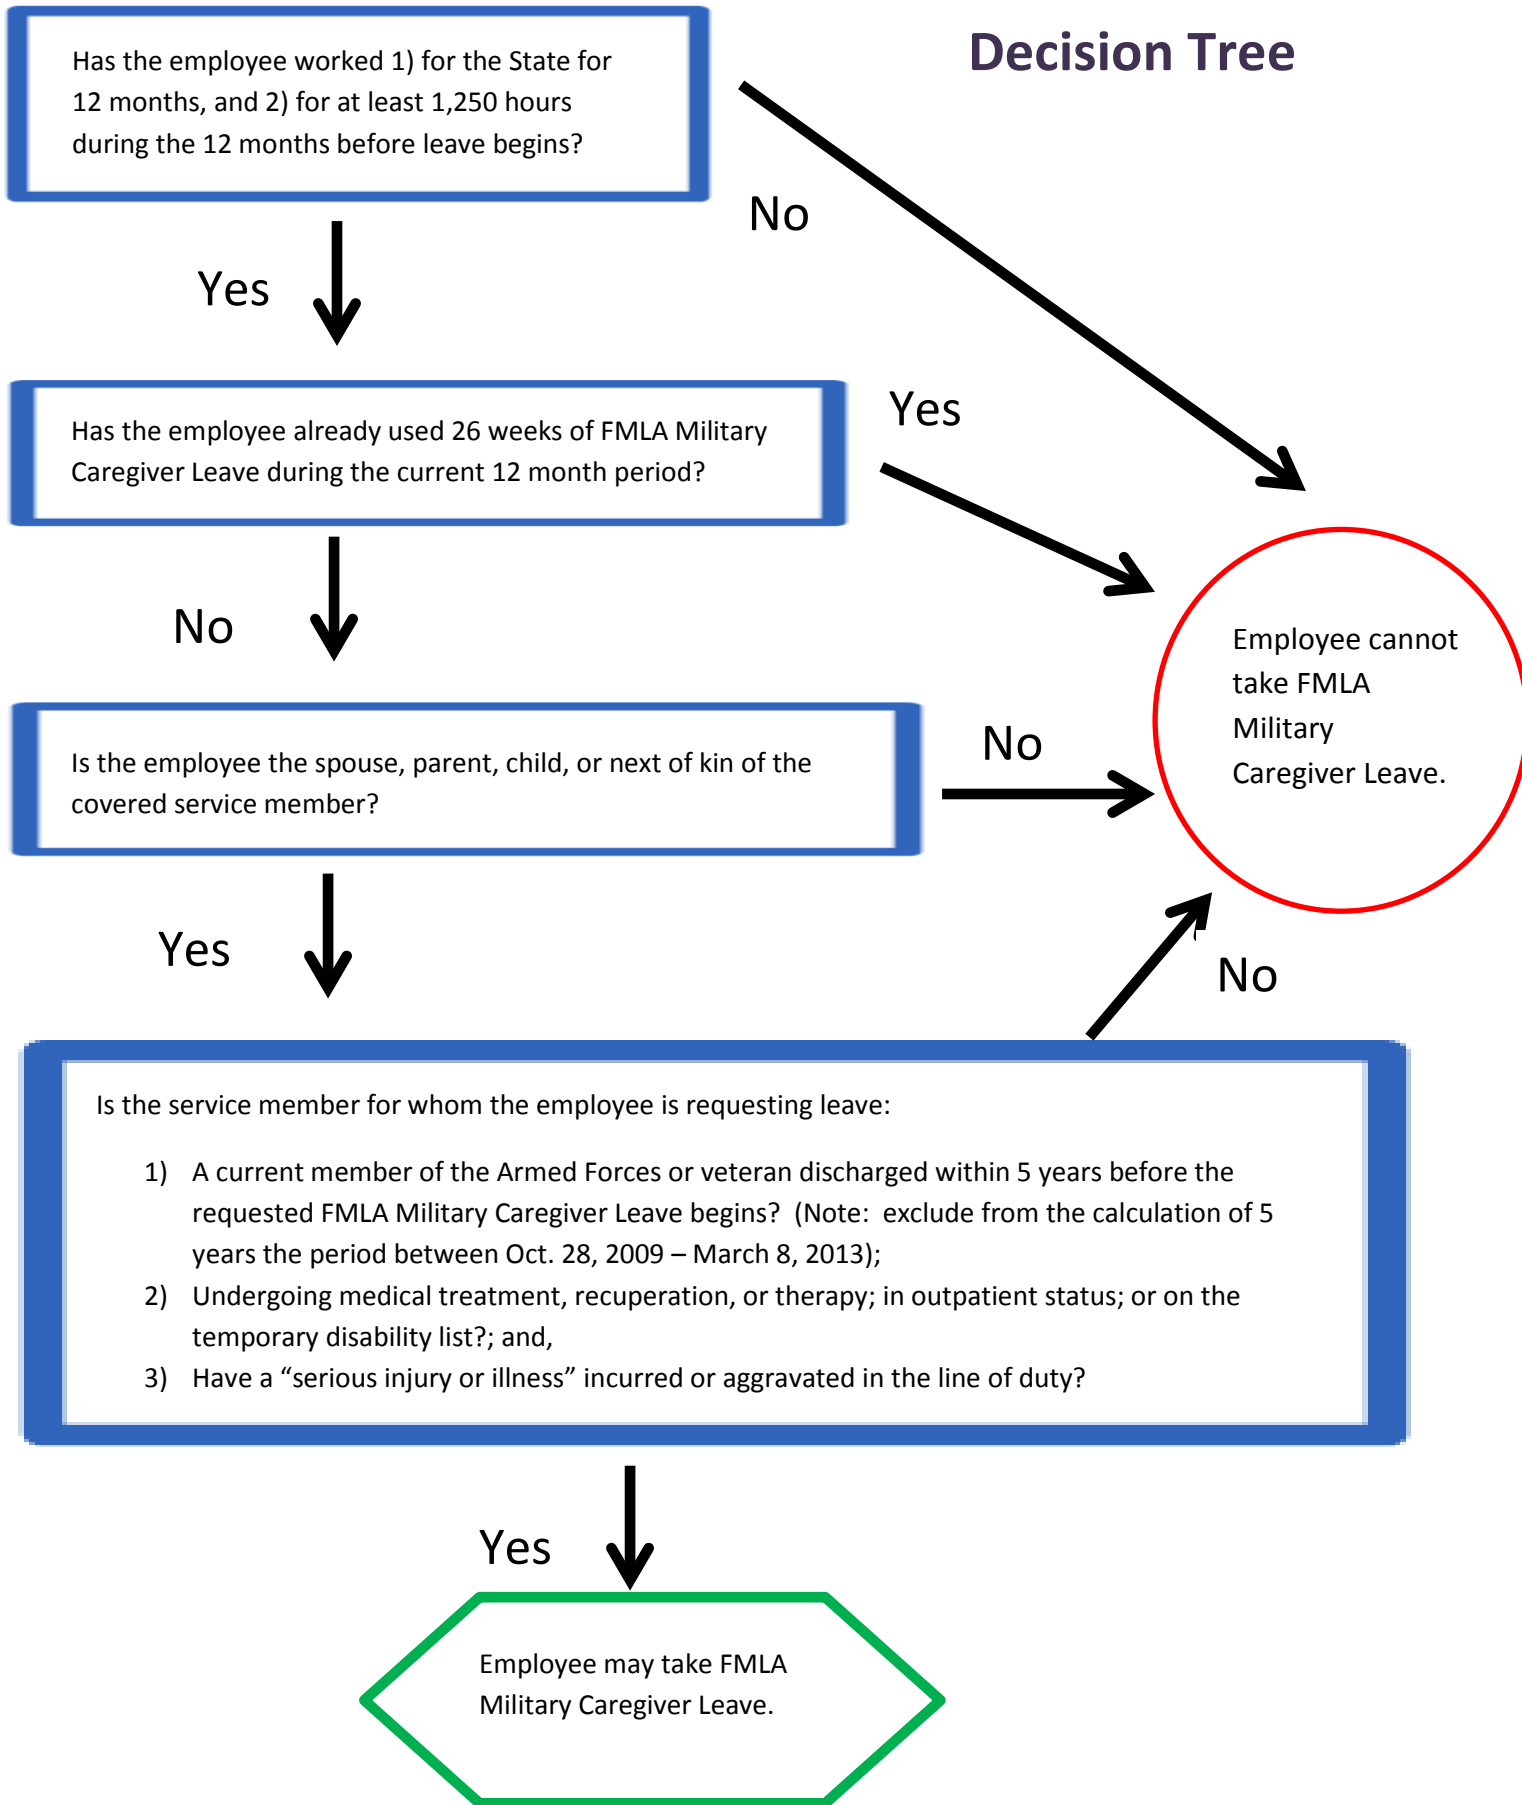 Decision Tree
Has the employee worked 1) for the State for
12 months, and 2) for at least 1,250 hours
during the 12 months before leave begins?
No
Yes
Has the employee already used 26 weeks of FMLA Military
Caregiver Leave during the current 12 month period?
Yes
No
Is the employee the spouse, parent, child, or next of kin of the
covered service member?
No
Employee cannot
take FMLA
Military
Caregiver Leave.
Yes
No
Is the service member for whom the employee is requesting leave:
1) A current member of the Armed Forces or veteran discharged within 5 years before the
requested FMLA Military Caregiver Leave begins? (Note: exclude from the calculation of 5
years the period between Oct. 28, 2009 – March 8, 2013);
2) Undergoing medical treatment, recuperation, or therapy; in outpatient status; or on the
temporary disability list?; and,
3) Have a “serious injury or illness” incurred or aggravated in the line of duty?
Yes
Employee may take FMLA
Military Caregiver Leave.